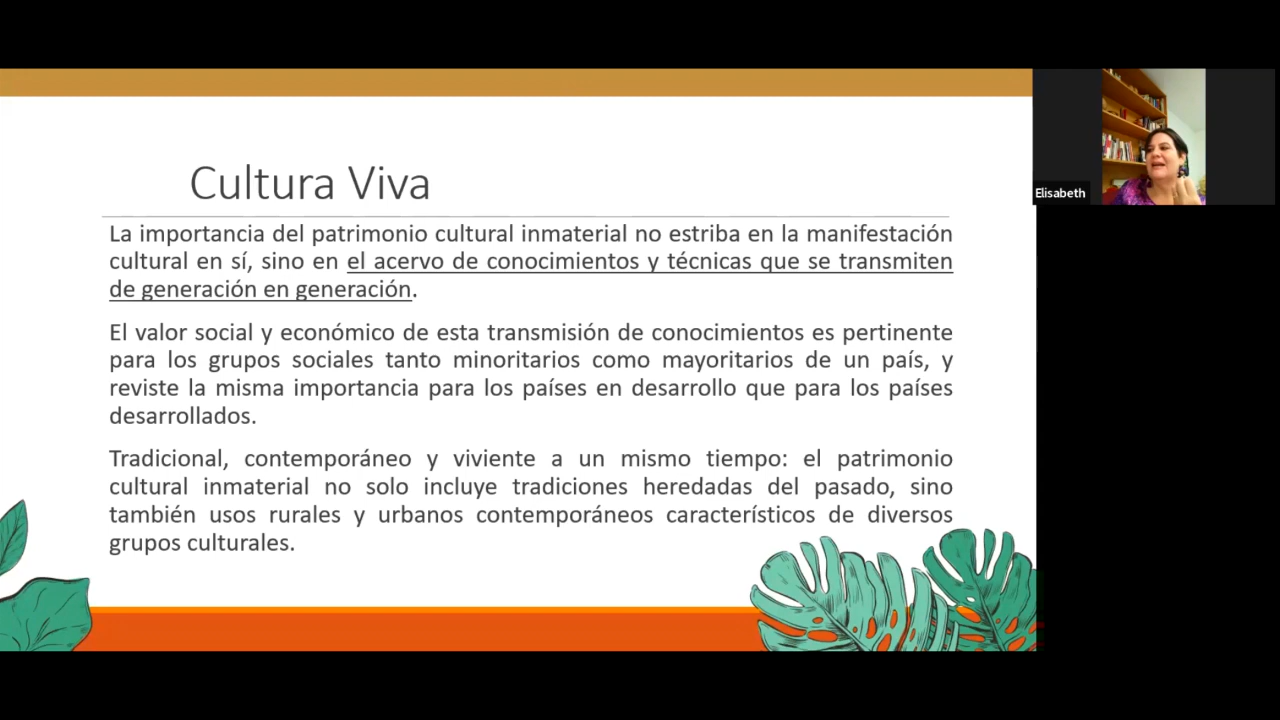 Cultura Viva
La importancia del patrimonio cultural inmaterial no estriba en la manifestación
cultural en sí, sino en el acervo de conocimientos y técnicas que se transmiten
de generación en generación.
El valor social y económico de esta transmisión de conocimientos es pertinente
para los grupos sociales tanto minoritarios como mayoritarios de un país, y
reviste la misma importancia para los países en desarrollo que para los países
desarrollados.
Tradicional, contemporáneo y viviente a un mismo tiempo: el patrimonio
cultural inmaterial no solo incluye tradiciones heredadas del pasado, sino
también usos rurales y urbanos contemporáneos característicos de diversos
grupos culturales.
Elisabeth